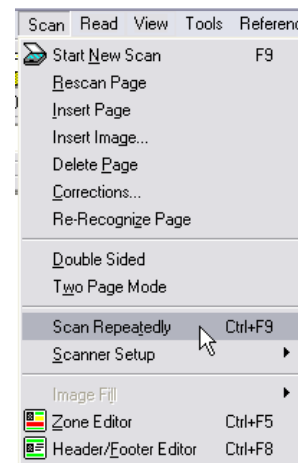 Scan Read View Tools Referenc
Start New Scan F9
Rescan Page
Insert Page
Insert Image...
Delete Page
Corrections...
Re-Recognize Page
Double Sided
Two Page Mode
Scan Repeatedly Ctrl+F9
Scanner Setup
Image Fill
Zone Editor Ctrl+F5
Header/Footer Editor Ctrl+F8